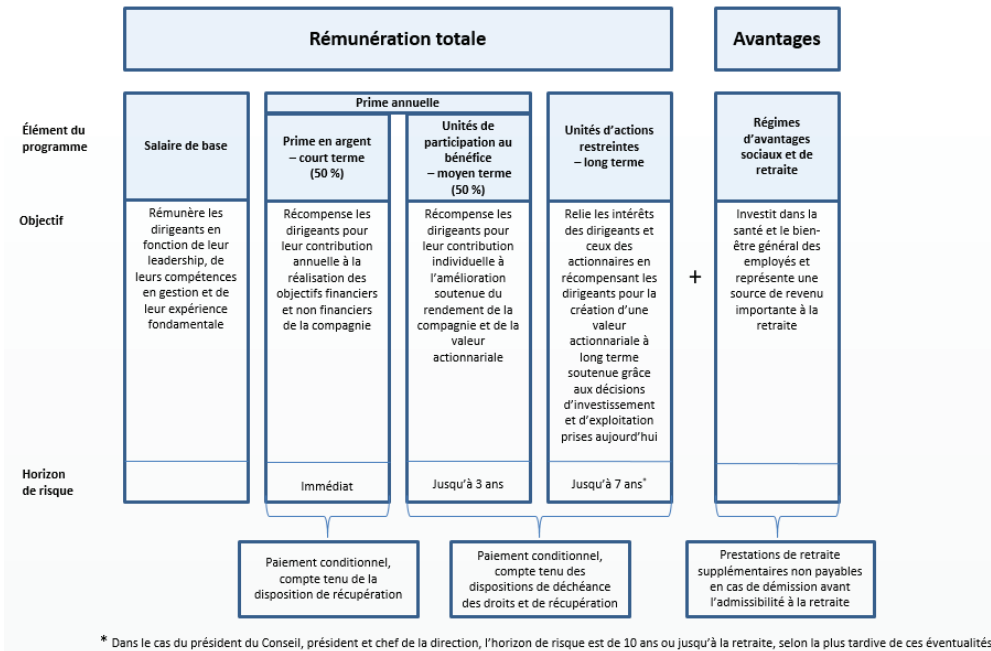 Rémunération totale
Avantages
Élément du
programme
Salaire de base
Prime annuelle
Prime en argent
– court terme
(50 %)
Unités de
participation au
bénéfice
– moyen terme
(50 %)
Unités d’actions
restreintes
– long terme
Régimes
d’avantages
sociaux et de
retraite
Objectif
Rémunère les
dirigeants en
fonction de leur
leadership, de
leurs compétences
en gestion et de
leur expérience
fondamentale
Récompense les
dirigeants pour
leur contribution
annuelle à la
réalisation des
objectifs financiers
et non financiers
de la compagnie
Récompense les
dirigeants pour
leur contribution
individuelle à
l’amélioration
soutenue du
rendement de la
compagnie et de la
valeur
actionnariale
Relie les intérêts
des dirigeants et
ceux des
actionnaires en
récompensant les
dirigeants pour la
création d’une
valeur
actionnariale à
long terme
soutenue grâce
aux décisions
d’investissement
et d’exploitation
prises aujourd’hui
+
Investit dans la
santé et le bien-
être général des
employés et
représente une
source de revenu
importante à la
retraite
Horizon
de risque
Immédiat
Jusqu’à 3 ans
Jusqu’à 7 ans*
Paiement conditionnel,
compte tenu de la
disposition de récupération
Paiement conditionnel,
compte tenu des
dispositions de déchéance
des droits et de récupération
Prestations de retraite
supplémentaires non payables
en cas de démission avant
l’admissibilité à la retraite
* Dans le cas du président du Conseil, président et chef de la direction, l’horizon de risque est de 10 ans ou jusqu’à la retraite, selon la plus tardive de ces éventualités